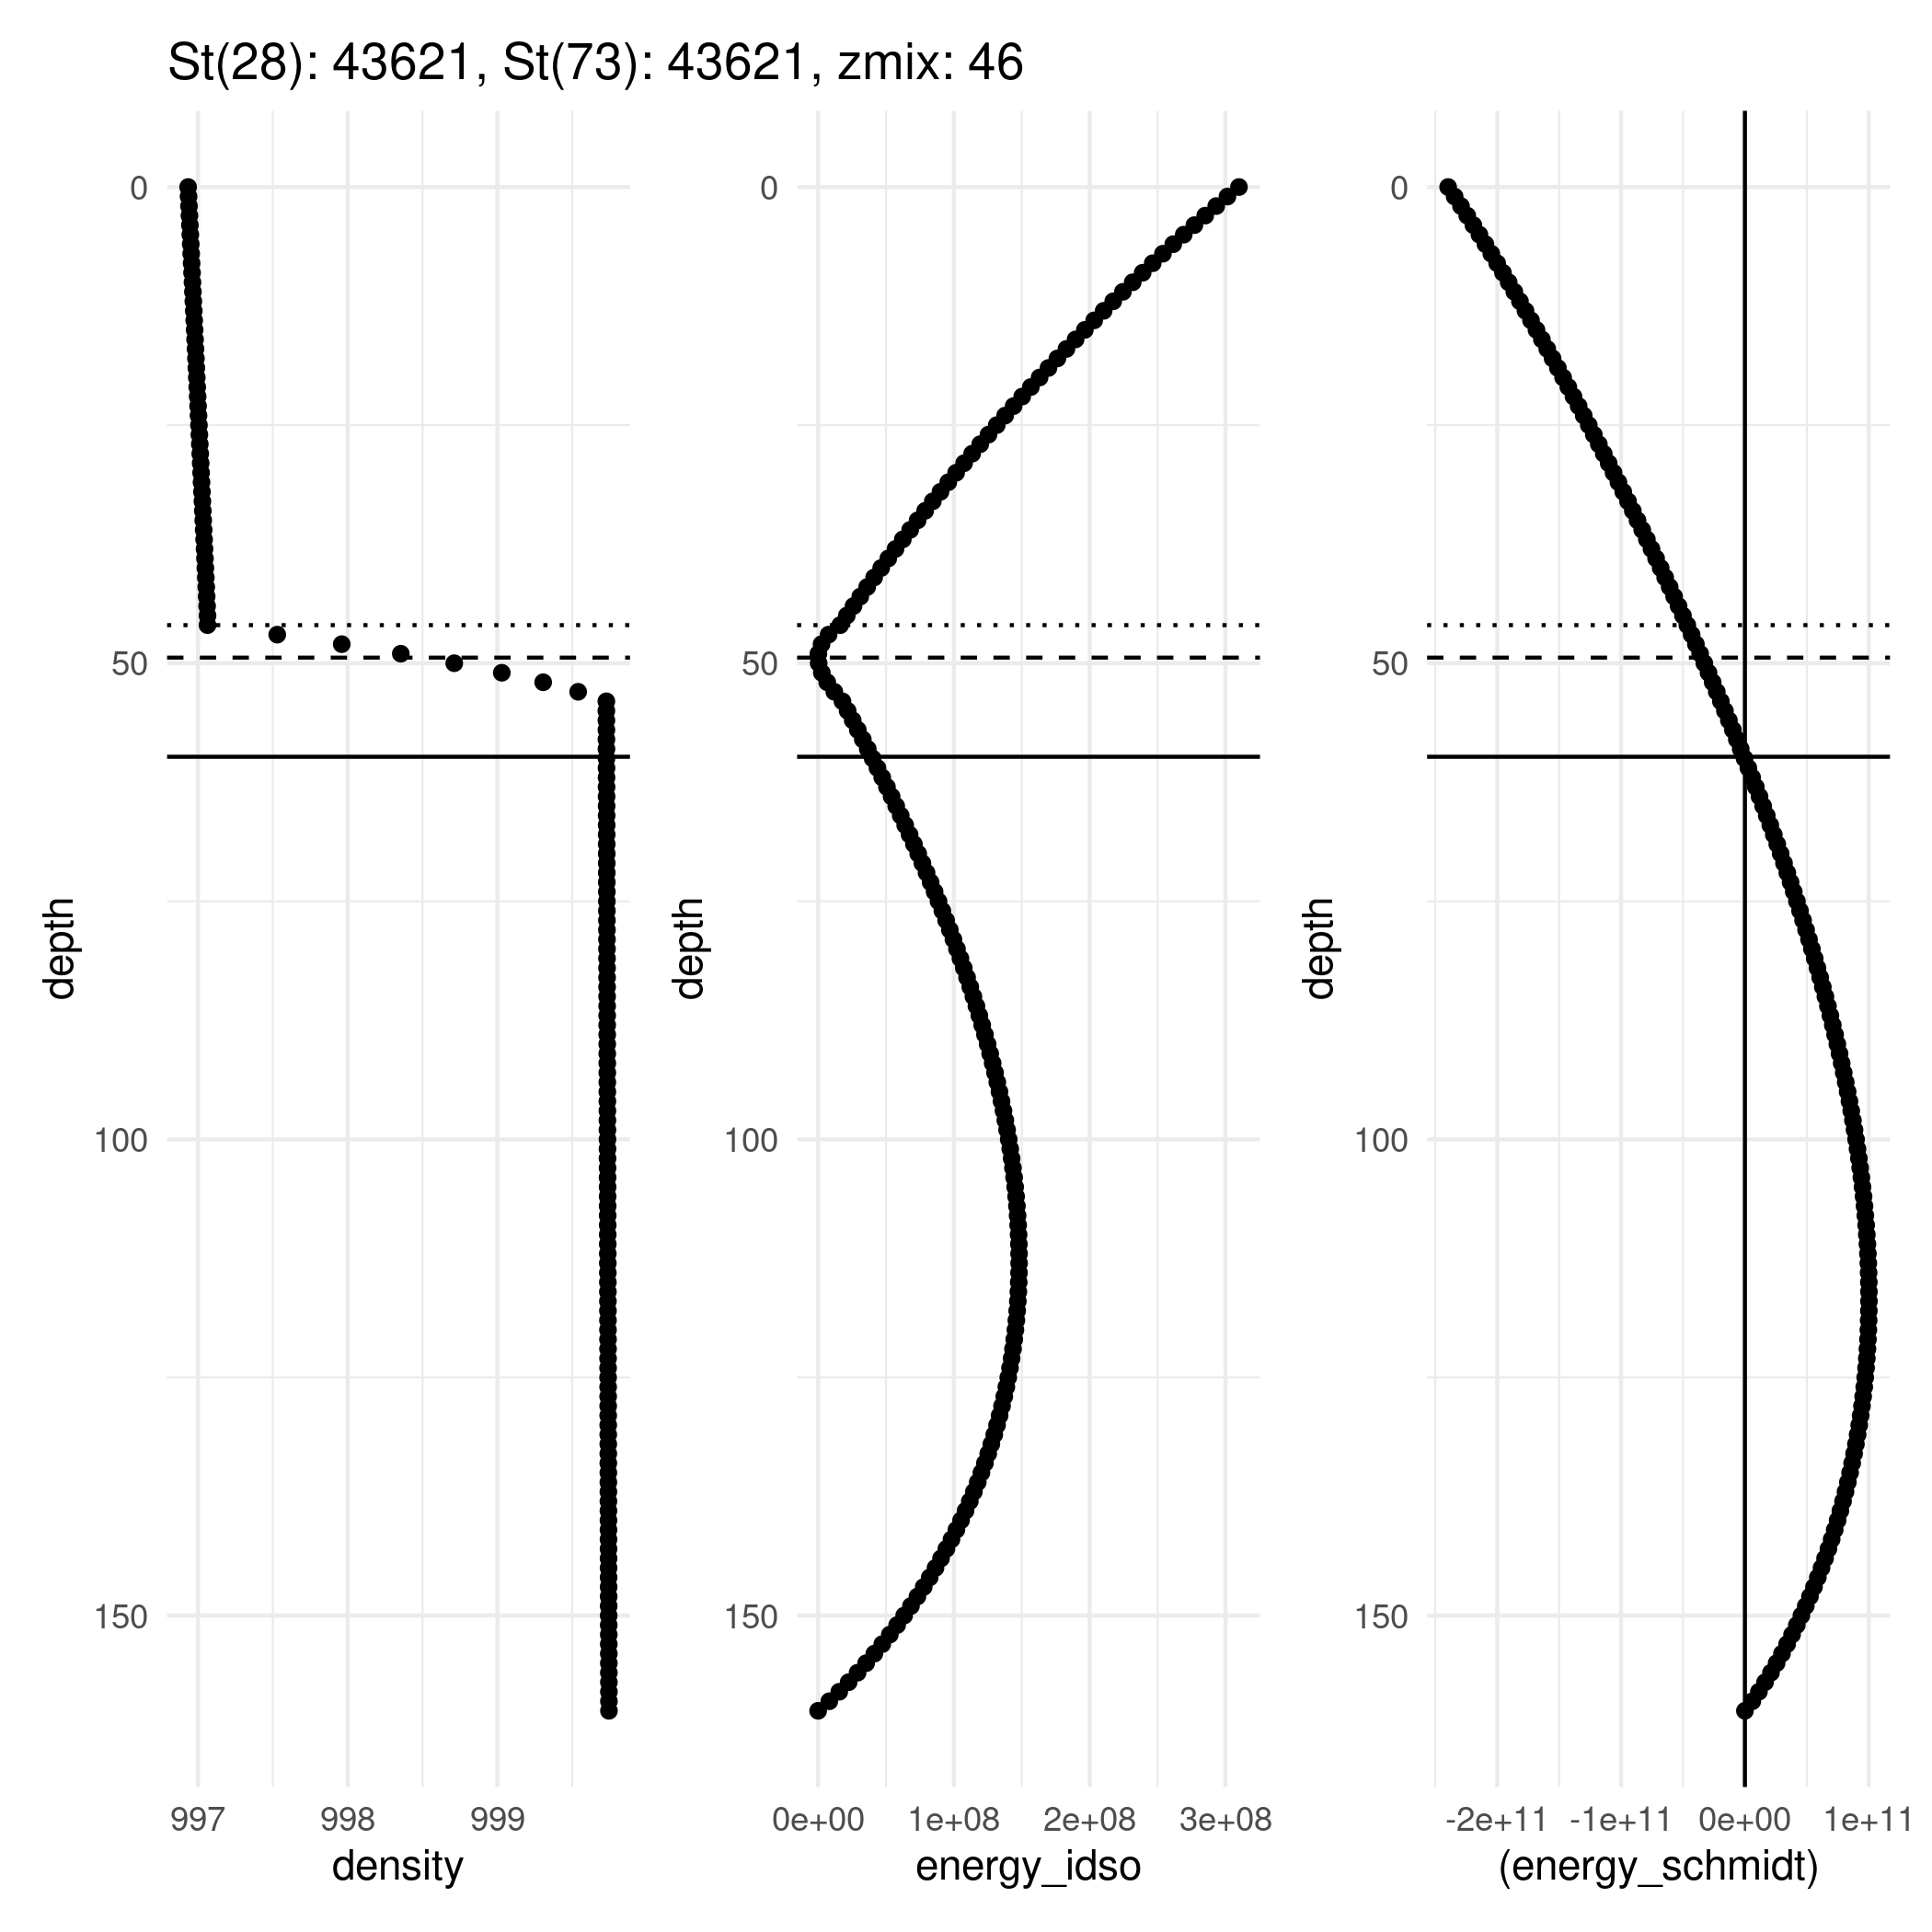 St(28): 43621, St(73): 43621, zmix: 46
0
50
100
150
depth
997 998 999
density
0
50
100
150
depth
0e+00 1e+08 2e+08 3e+08
energy_idso
0
50
100
150
depth
-2e+11 -1e+11 0e+00 1e+11
(energy_schmidt)